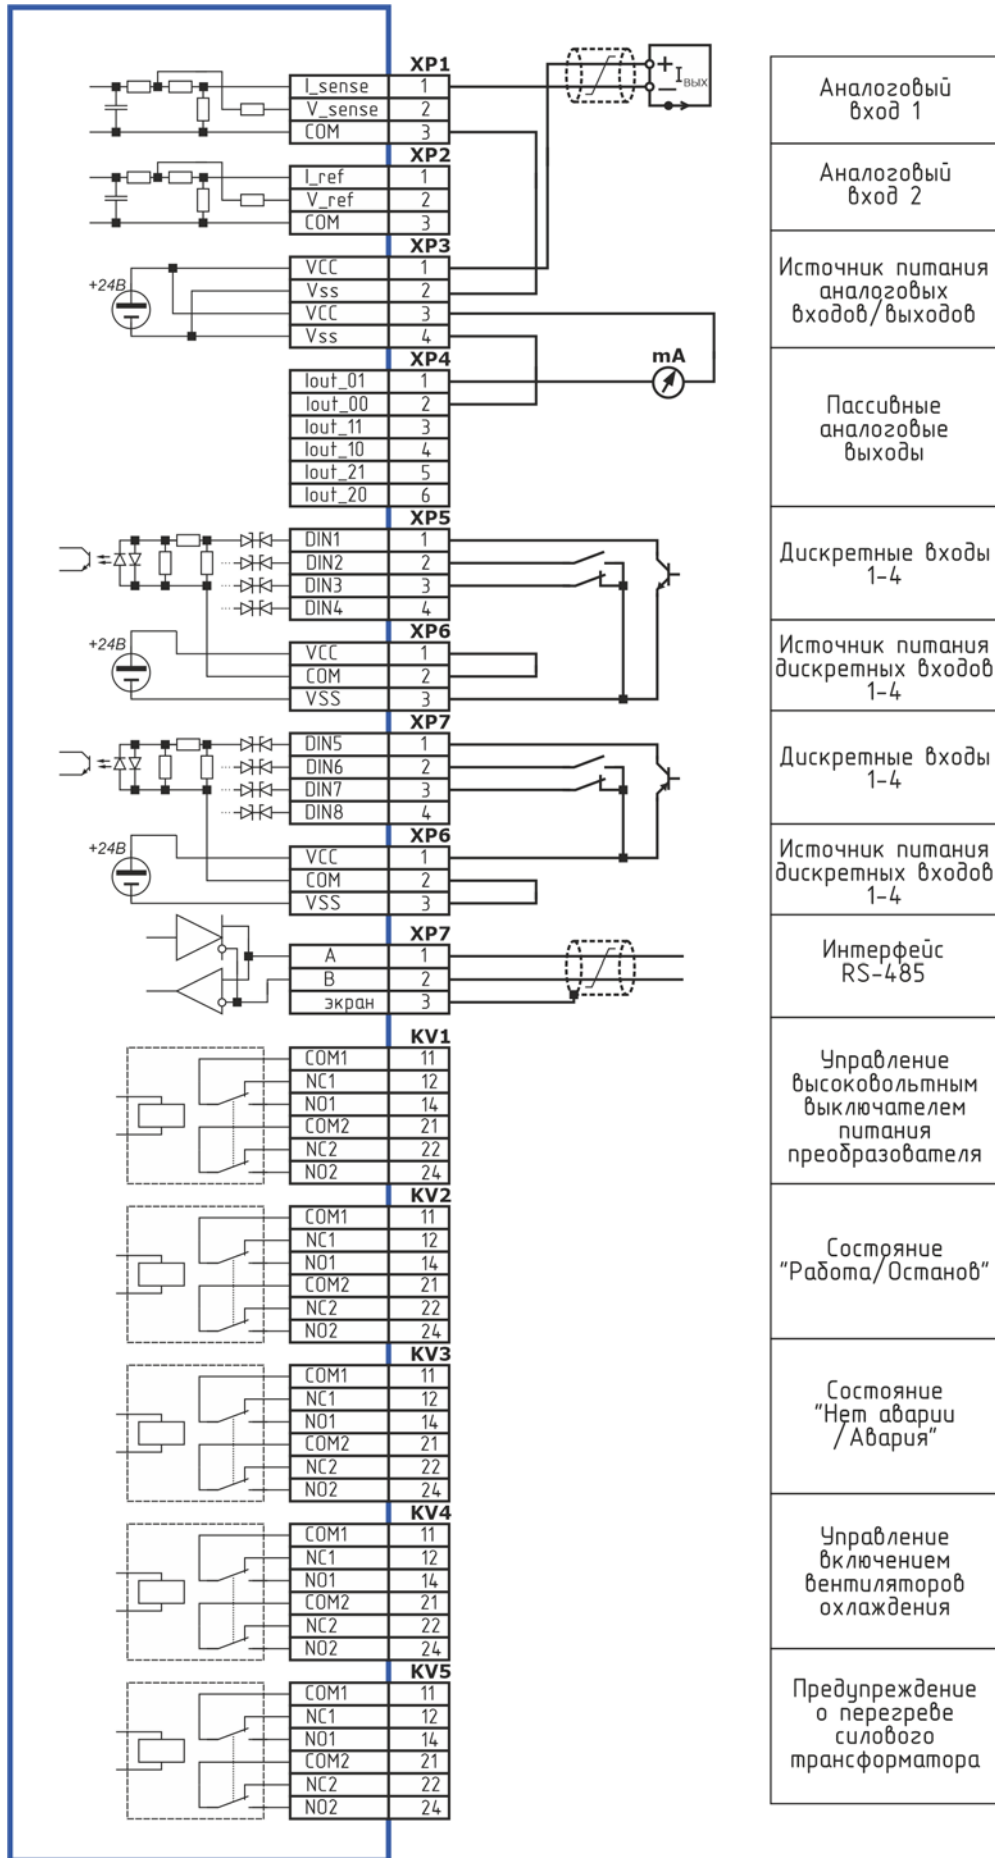 XP1
I_sense 1
V_sense 2
COM 3
Аналоговый
вход 1
+
Iвых
−
XP2
I_ref 1
V_ref 2
COM 3
Аналоговый
вход 2
XP3
+24В
VCC 1
Vss 2
VCC 3
Vss 4
Источник питания
аналоговых
входов/выходов
XP4
mA
Iout_01 1
Iout_00 2
Iout_11 3
Iout_10 4
Iout_21 5
Iout_20 6
Пассивные
аналоговые
выходы
XP5
DIN1 1
DIN2 2
DIN3 3
DIN4 4
Дискретные входы
1-4
XP6
+24В
VCC 1
COM 2
VSS 3
Источник питания
дискретных входов
1-4
XP7
DIN5 1
DIN6 2
DIN7 3
DIN8 4
Дискретные входы
1-4
XP6
+24В
VCC 1
COM 2
VSS 3
Источник питания
дискретных входов
1-4
XP7
A 1
B 2
экран 3
Интерфейс
RS-485
KV1
COM1 11
NC1 12
NO1 14
COM2 21
NC2 22
NO2 24
Управление
высоковольтным
выключателем
питания
преобразователя
KV2
COM1 11
NC1 12
NO1 14
COM2 21
NC2 22
NO2 24
Состояние
"Работа/Останов"
KV3
COM1 11
NC1 12
NO1 14
COM2 21
NC2 22
NO2 24
Состояние
"Нет аварии
/Авария"
KV4
COM1 11
NC1 12
NO1 14
COM2 21
NC2 22
NO2 24
Управление
включением
вентиляторов
охлаждения
KV5
COM1 11
NC1 12
NO1 14
COM2 21
NC2 22
NO2 24
Предупреждение
о перегреве
силового
трансформатора